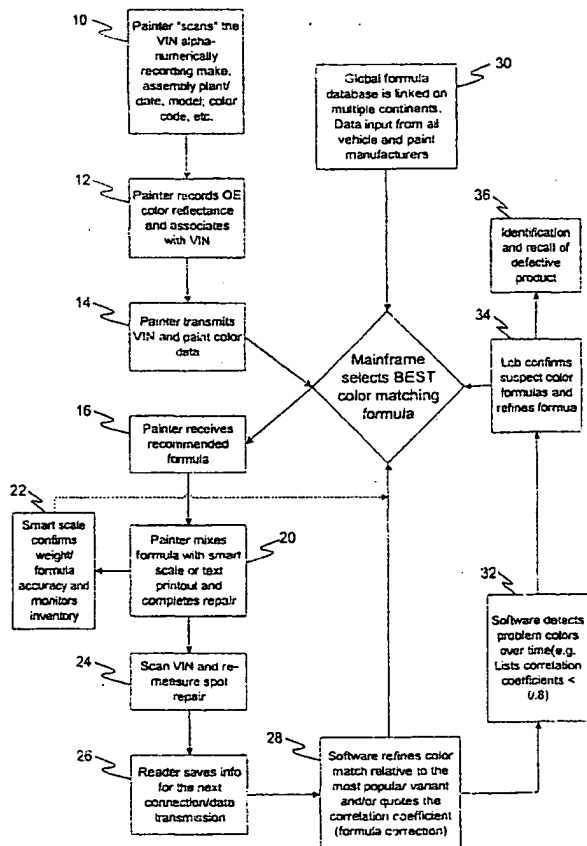 10
Painter "scans" the
VIN alpha-
numerically
recording make,
assembly plant/
date, model; color
code, etc.
12
Painter records OE
color reflectance
and associates
with VIN
14
Painter transmits
VIN and paint color
data
16
Painter receives
recommended
formula
22
Smart scale
confirms
weight/
formula
accuracy and
monitors
inventory
20
Painter mixes
formula with smart
scale or text
printout and
completes repair
24
Scan VIN and re-
measure spot
repair
26
Reader saves info
for the next
connection/data
transmission
28
Software refines color
match relative to the
most popular variant
and/or quotes the
correlation coefficient
(formula correction)
30
Global formula
database is linked on
multiple continents.
Data input from all
vehicle and paint
manufacturers
Mainframe
selects BEST
color matching
formula
32
Software detects
problem colors
over time(e.g.
Lists correlation
coefficients <
0.8)
34
Lab confirms
suspect color
formulas and
refines formua
36
Identification
and recall of
defective
product